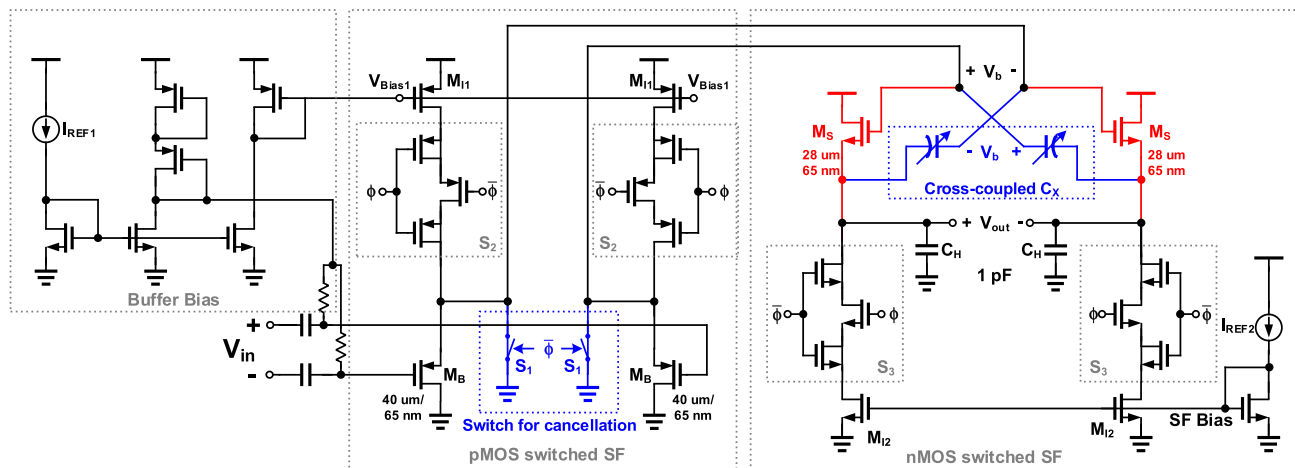 I_REF1
Buffer Bias
+
V_in
-
V_Bias1
M_I1
M_I1
V_Bias1
ϕ
ϕ̅
S_2
ϕ̅
ϕ
S_2
ϕ̅
S_1
S_1
M_B
40 um/
65 nm
M_B
40 um/
65 nm
Switch for cancellation
pMOS switched SF
+ V_b -
M_S
28 um
65 nm
- V_b +
Cross-coupled C_X
M_S
28 um
65 nm
+ V_out -
C_H
C_H
1 pF
ϕ̅
ϕ
S_3
ϕ
ϕ̅
S_3
I_REF2
M_I2
M_I2
SF Bias
nMOS switched SF